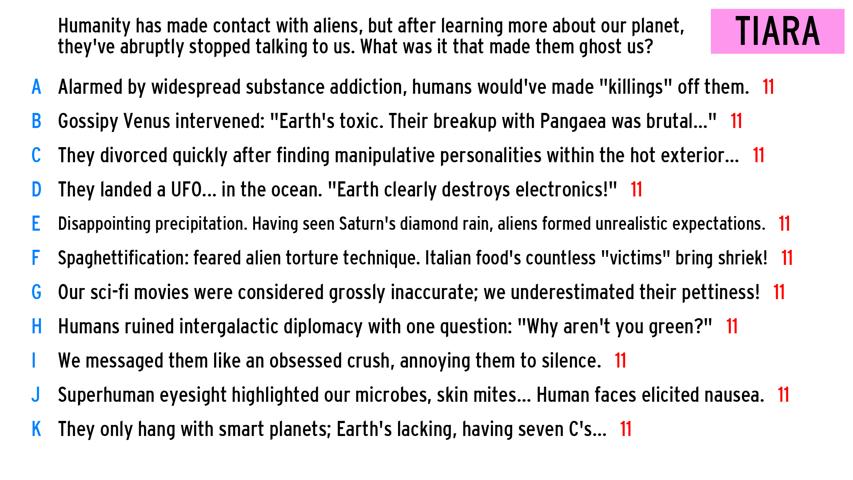 Humanity has made contact with aliens, but after learning more about our planet,
they've abruptly stopped talking to us. What was it that made them ghost us?
TIARA
A Alarmed by widespread substance addiction, humans would've made "killings" off them. 11
B Gossipy Venus intervened: "Earth's toxic. Their breakup with Pangaea was brutal..." 11
C They divorced quickly after finding manipulative personalities within the hot exterior... 11
D They landed a UFO... in the ocean. "Earth clearly destroys electronics!" 11
E Disappointing precipitation. Having seen Saturn's diamond rain, aliens formed unrealistic expectations. 11
F Spaghettification: feared alien torture technique. Italian food's countless "victims" bring shriek! 11
G Our sci-fi movies were considered grossly inaccurate; we underestimated their pettiness! 11
H Humans ruined intergalactic diplomacy with one question: "Why aren't you green?" 11
I We messaged them like an obsessed crush, annoying them to silence. 11
J Superhuman eyesight highlighted our microbes, skin mites... Human faces elicited nausea. 11
K They only hang with smart planets; Earth's lacking, having seven C's... 11